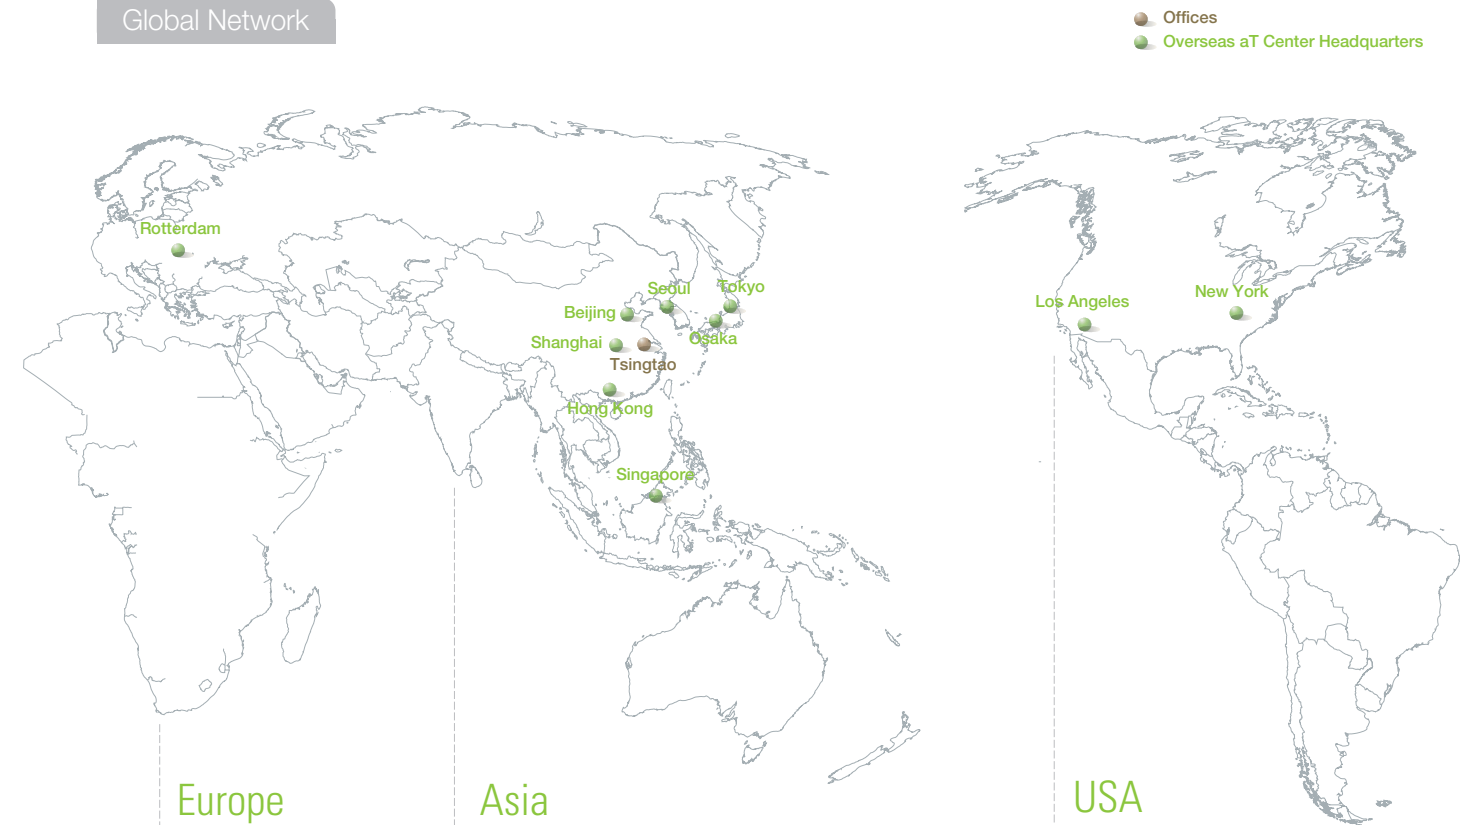 Global Network
Offices
Overseas aT Center Headquarters
Rotterdam
Seoul
Tokyo
Beijing
Shanghai
Osaka
Tsingtao
Hong Kong
Singapore
Los Angeles
New York
Europe
Asia
USA